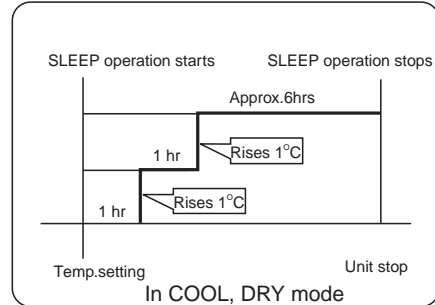 SLEEP operation starts
SLEEP operation stops
Approx.6hrs
1 hr
Rises 1°C
1 hr
Rises 1°C
Temp.setting
Unit stop
In COOL, DRY mode